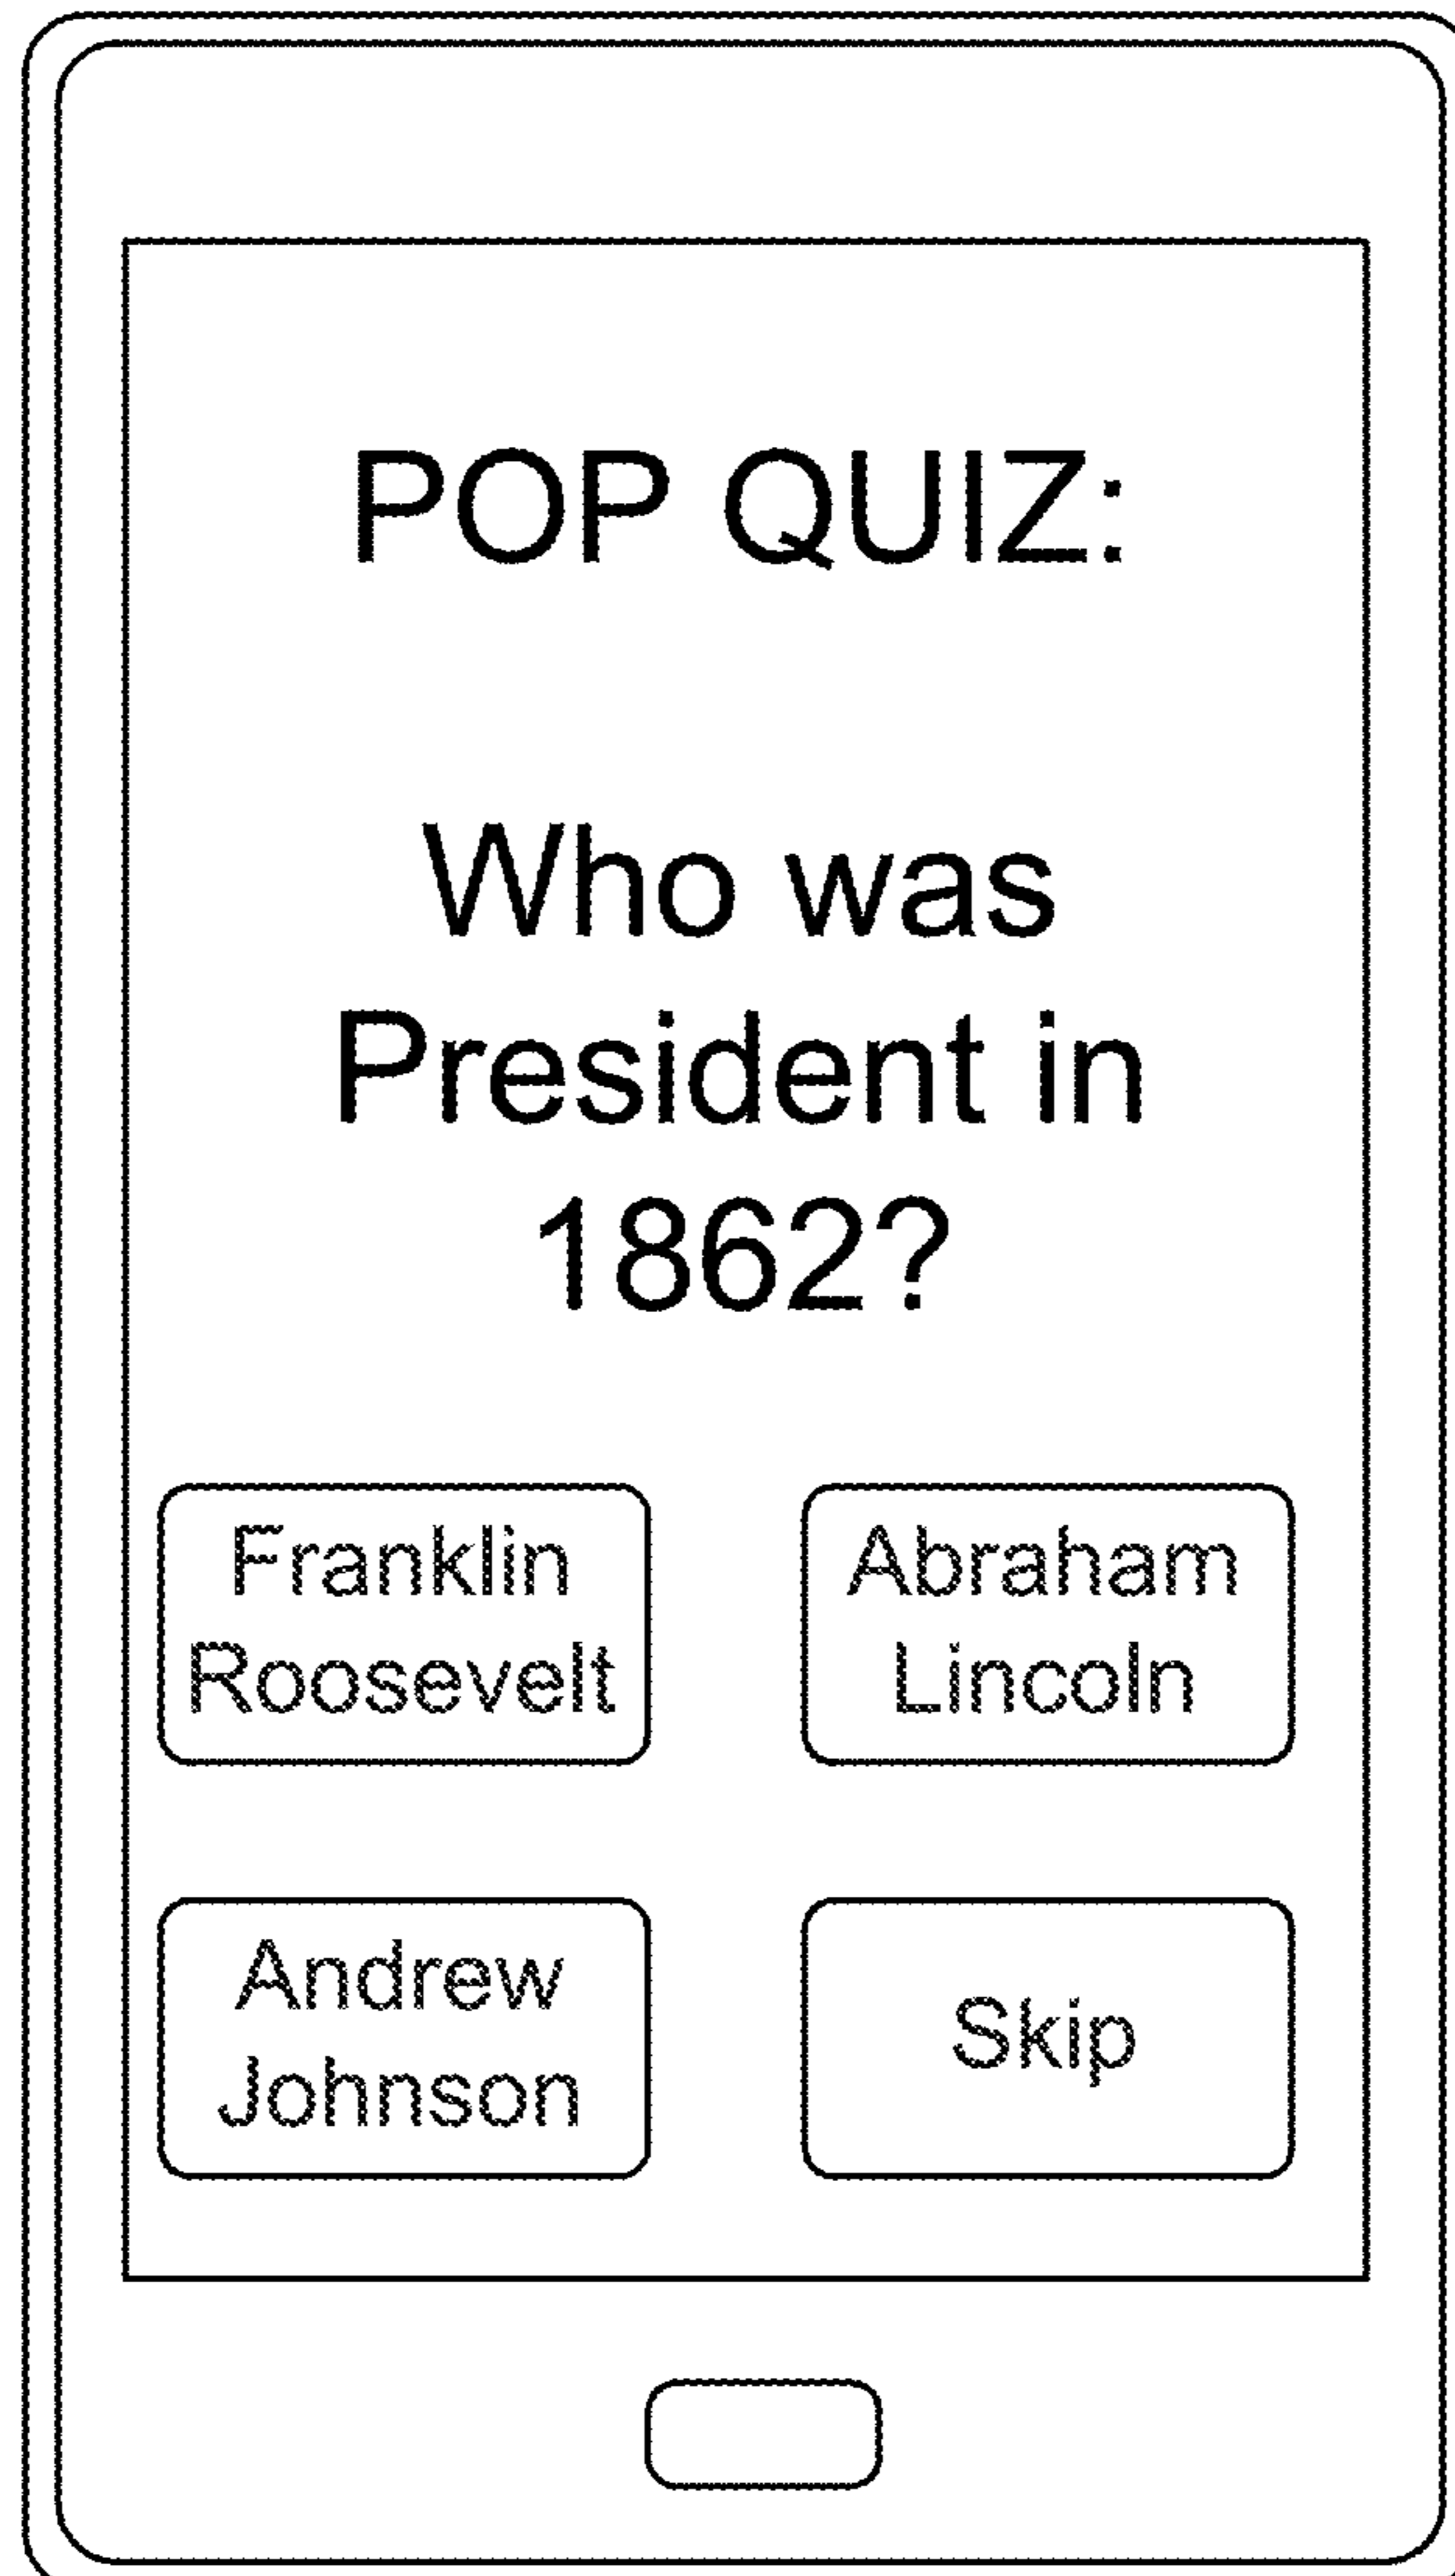 POP QUIZ:
Who was
President in
1862?
Franklin
Roosevelt
Abraham
Lincoln
Andrew
Johnson
Skip